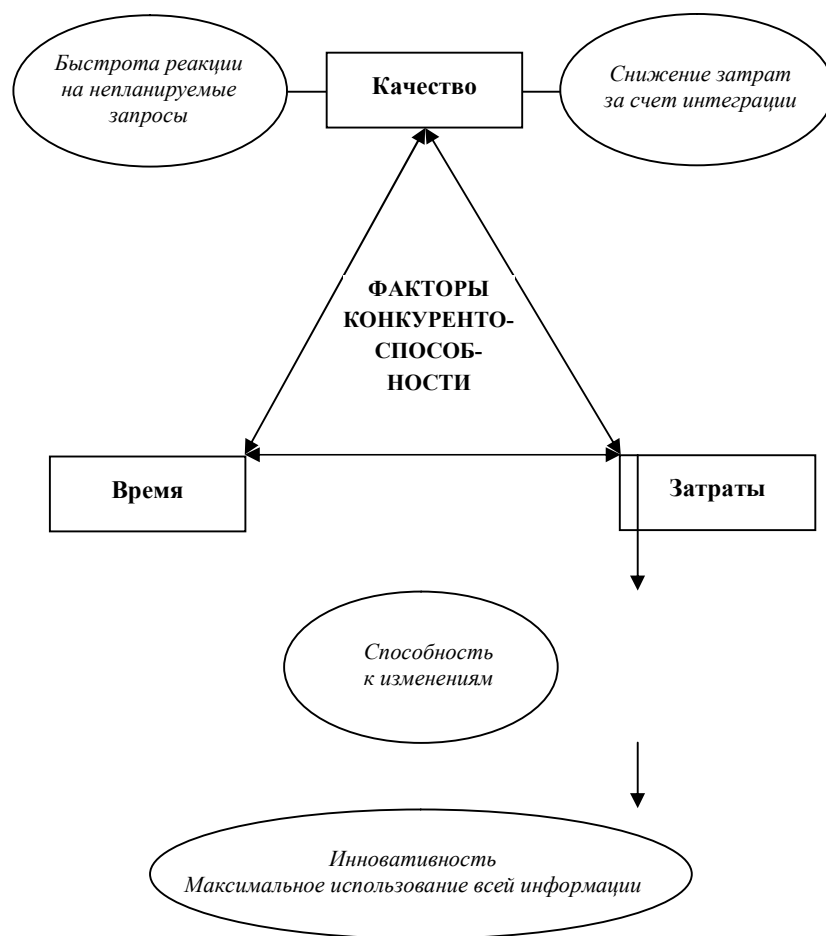 Быстрота реакции
на непланируемые
запросы
Качество
Снижение затрат
за счет интеграции
ФАКТОРЫ
КОНКУРЕНТО-
СПОСОБ-
НОСТИ
Время
Затраты
Способность
к изменениям
Инновативность
Максимальное использование всей информации